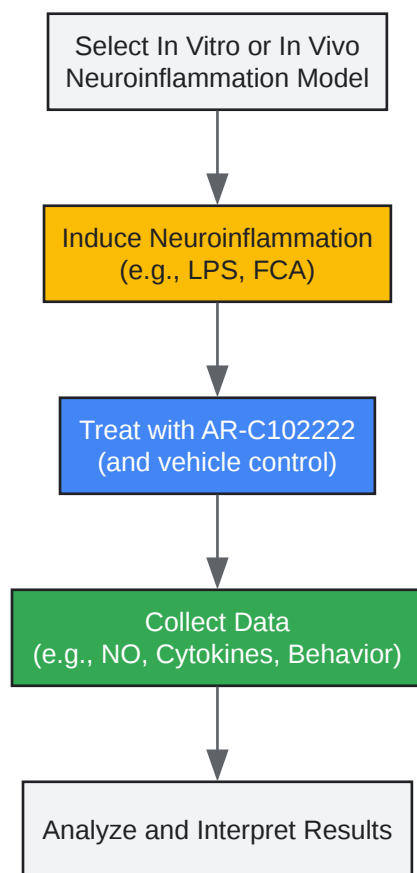 Select In Vitro or In Vivo
Neuroinflammation Model
Induce Neuroinflammation
(e.g., LPS, FCA)
Treat with AR-C102222
(and vehicle control)
Collect Data
(e.g., NO, Cytokines, Behavior)
Analyze and Interpret Results